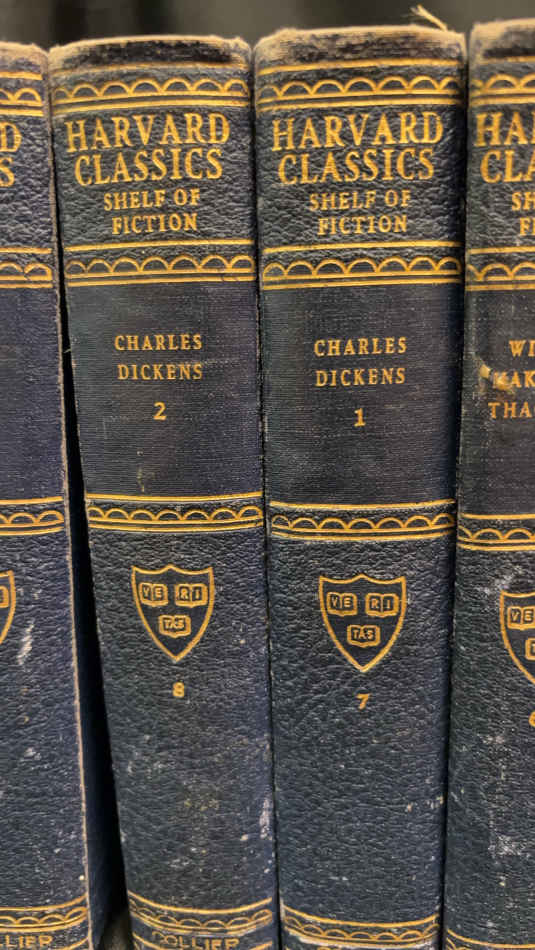 HARVARD
CLASSICS
SHELF OF
FICTION
CHARLES
DICKENS
2
VE RI
TAS
8
COLLIER
HARVARD
CLASSICS
SHELF OF
FICTION
CHARLES
DICKENS
1
VE RI
TAS
7